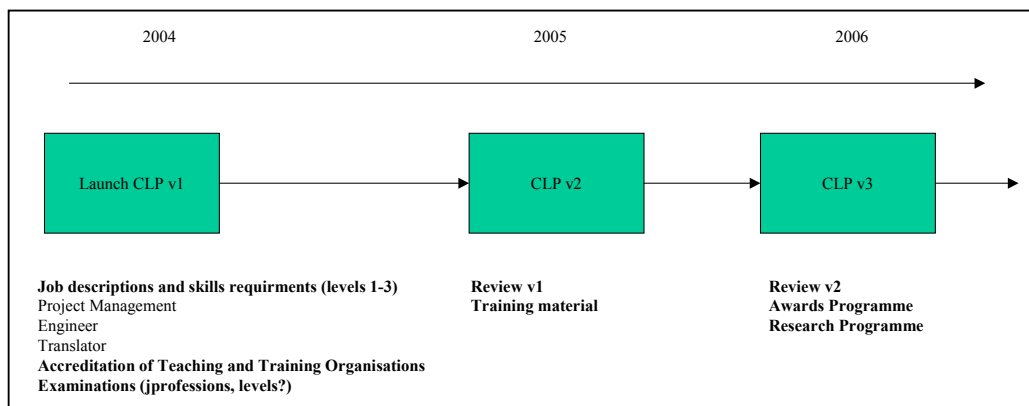 2004
2005
2006
Launch CLP v1
CLP v2
CLP v3
Job descriptions and skills requirments (levels 1-3)
Project Management
Engineer
Translator
Accreditation of Teaching and Training Organisations
Examinations (jprofessions, levels?)
Review v1
Training material
Review v2
Awards Programme
Research Programme